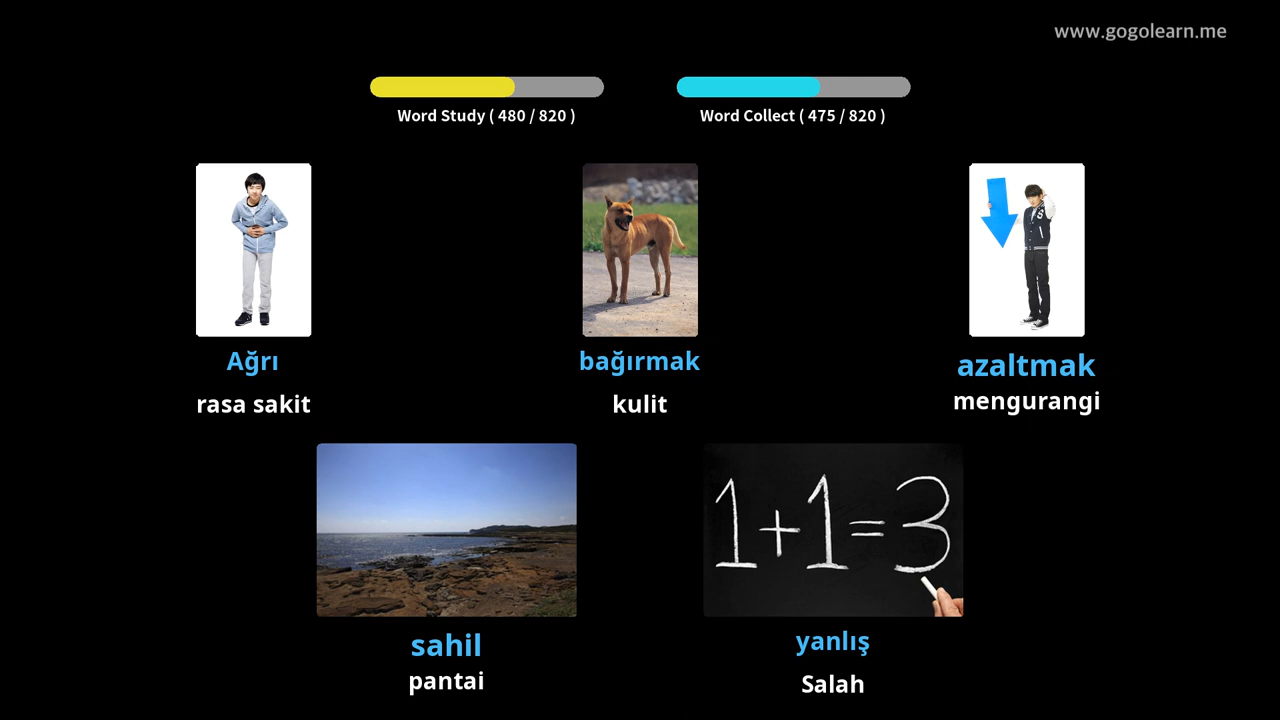 www.gogolearn.me
Word Study ( 480 / 820 )
Word Collect ( 475 / 820 )
Ağrı
rasa sakit
bağırmak
kulit
azaltmak
mengurangi
S
1+1=3
sahil
pantai
yanlış
Salah